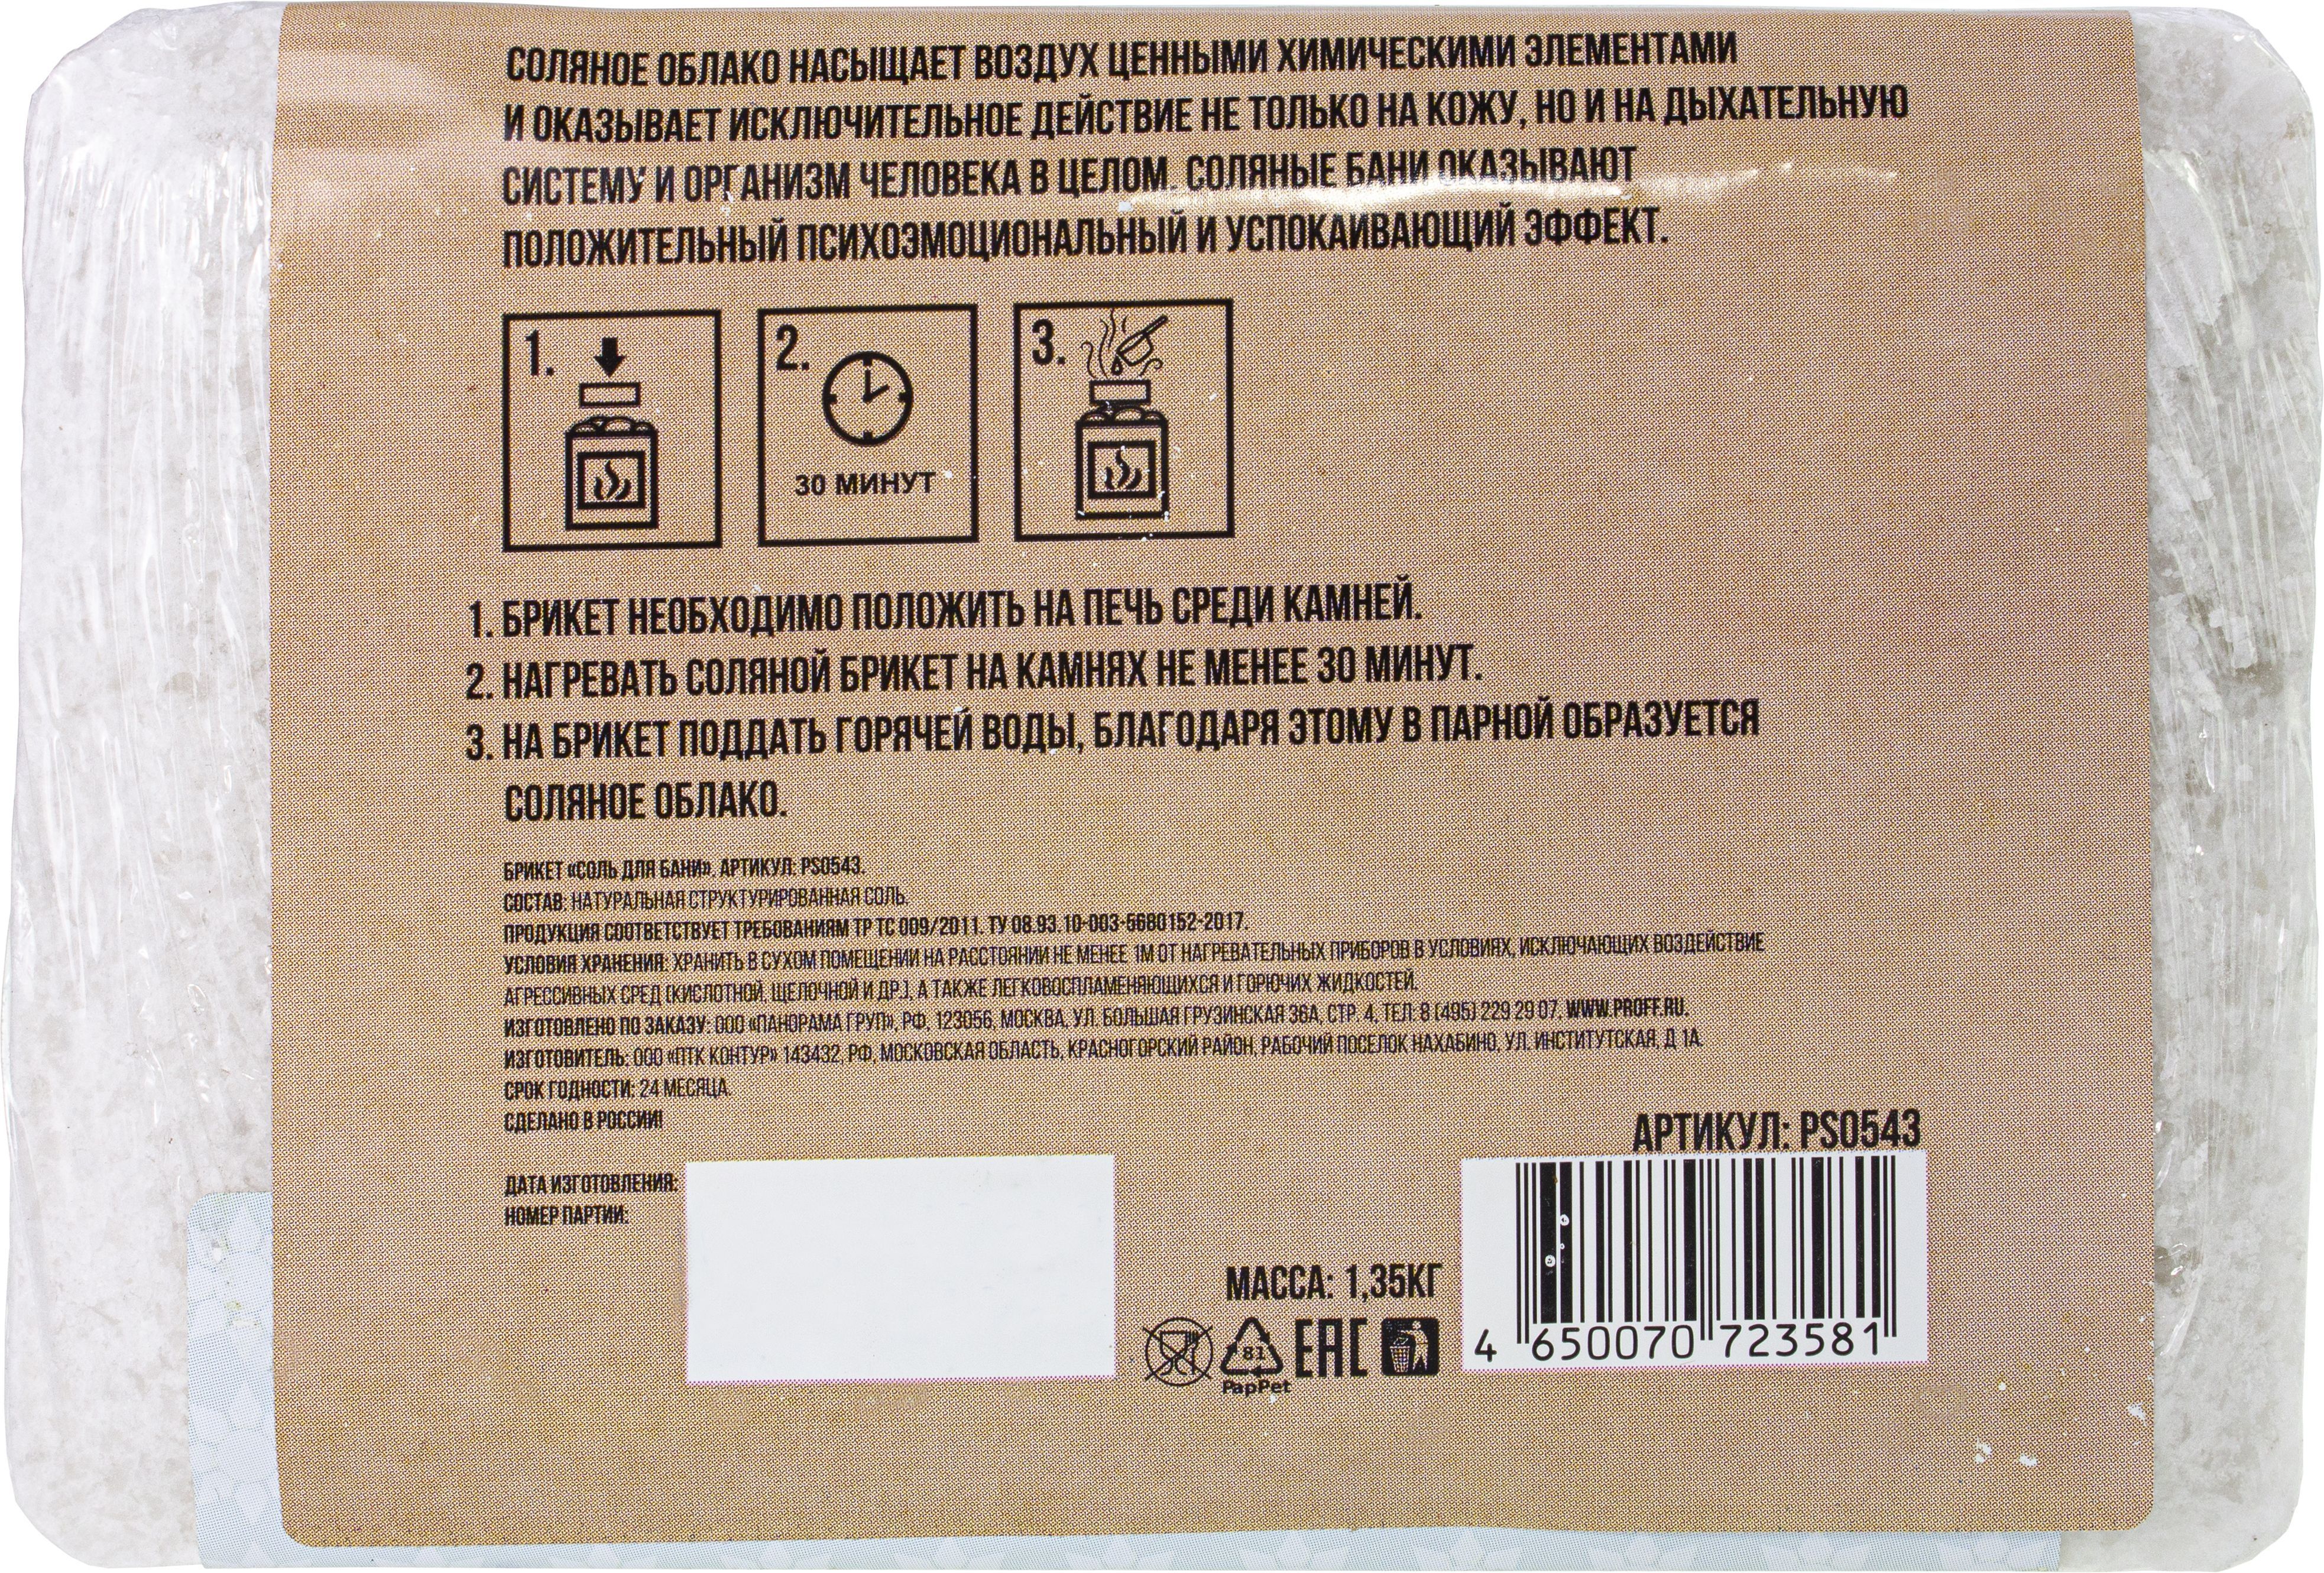 СОЛЯНОЕ ОБЛАКО НАСЫЩАЕТ ВОЗДУХ ЦЕННЫМИ ХИМИЧЕСКИМИ ЭЛЕМЕНТАМИ
И ОКАЗЫВАЕТ ИСКЛЮЧИТЕЛЬНОЕ ДЕЙСТВИЕ НЕ ТОЛЬКО НА КОЖУ, НО И НА ДЫХАТЕЛЬНУЮ
СИСТЕМУ И ОРГАНИЗМ ЧЕЛОВЕКА В ЦЕЛОМ. СОЛЯНЫЕ БАНИ ОКАЗЫВАЮТ
ПОЛОЖИТЕЛЬНЫЙ ПСИХОЭМОЦИОНАЛЬНЫЙ И УСПОКАИВАЮЩИЙ ЭФФЕКТ.
1. 2. 3.
30 МИНУТ
1. БРИКЕТ НЕОБХОДИМО ПОЛОЖИТЬ НА ПЕЧЬ СРЕДИ КАМНЕЙ.
2. НАГРЕВАТЬ СОЛЯНОЙ БРИКЕТ НА КАМНЯХ НЕ МЕНЕЕ 30 МИНУТ.
3. НА БРИКЕТ ПОДДАТЬ ГОРЯЧЕЙ ВОДЫ, БЛАГОДАРЯ ЭТОМУ В ПАРНОЙ ОБРАЗУЕТСЯ
СОЛЯНОЕ ОБЛАКО.
БРИКЕТ «СОЛЬ ДЛЯ БАНИ». АРТИКУЛ: PS0543.
СОСТАВ: НАТУРАЛЬНАЯ СТРУКТУРИРОВАННАЯ СОЛЬ.
ПРОДУКЦИЯ СООТВЕТСТВУЕТ ТРЕБОВАНИЯМ ТР ТС 009/2011. ТУ 08.93.10-003-6680152-2017.
УСЛОВИЯ ХРАНЕНИЯ: ХРАНИТЬ В СУХОМ ПОМЕЩЕНИИ НА РАССТОЯНИИ НЕ МЕНЕЕ 1М ОТ НАГРЕВАТЕЛЬНЫХ ПРИБОРОВ В УСЛОВИЯХ, ИСКЛЮЧАЮЩИХ ВОЗДЕЙСТВИЕ
АГРЕССИВНЫХ СРЕД (КИСЛОТНОЙ, ЩЕЛОЧНОЙ И ДР.), А ТАКЖЕ ЛЕГКОВОСПЛАМЕНЯЮЩИХСЯ И ГОРЮЧИХ ЖИДКОСТЕЙ.
ИЗГОТОВЛЕНО ПО ЗАКАЗУ: ООО «ПАНОРАМА ГРУП», РФ, 123056, МОСКВА, УЛ. БОЛЬШАЯ ГРУЗИНСКАЯ 36А, СТР. 4, ТЕЛ: 8 (495) 229 29 07, WWW.PROFF.RU.
ИЗГОТОВИТЕЛЬ: ООО «ПТК КОНТУР» 143432, РФ, МОСКОВСКАЯ ОБЛАСТЬ, КРАСНОГОРСКИЙ РАЙОН, РАБОЧИЙ ПОСЕЛОК НАХАБИНО, УЛ. ИНСТИТУТСКАЯ, Д 1А.
СРОК ГОДНОСТИ: 24 МЕСЯЦА.
СДЕЛАНО В РОССИИ!
АРТИКУЛ: PS0543
ДАТА ИЗГОТОВЛЕНИЯ:
НОМЕР ПАРТИИ:
МАССА: 1,35КГ
81
PapPet
EAC
4 650070 723581